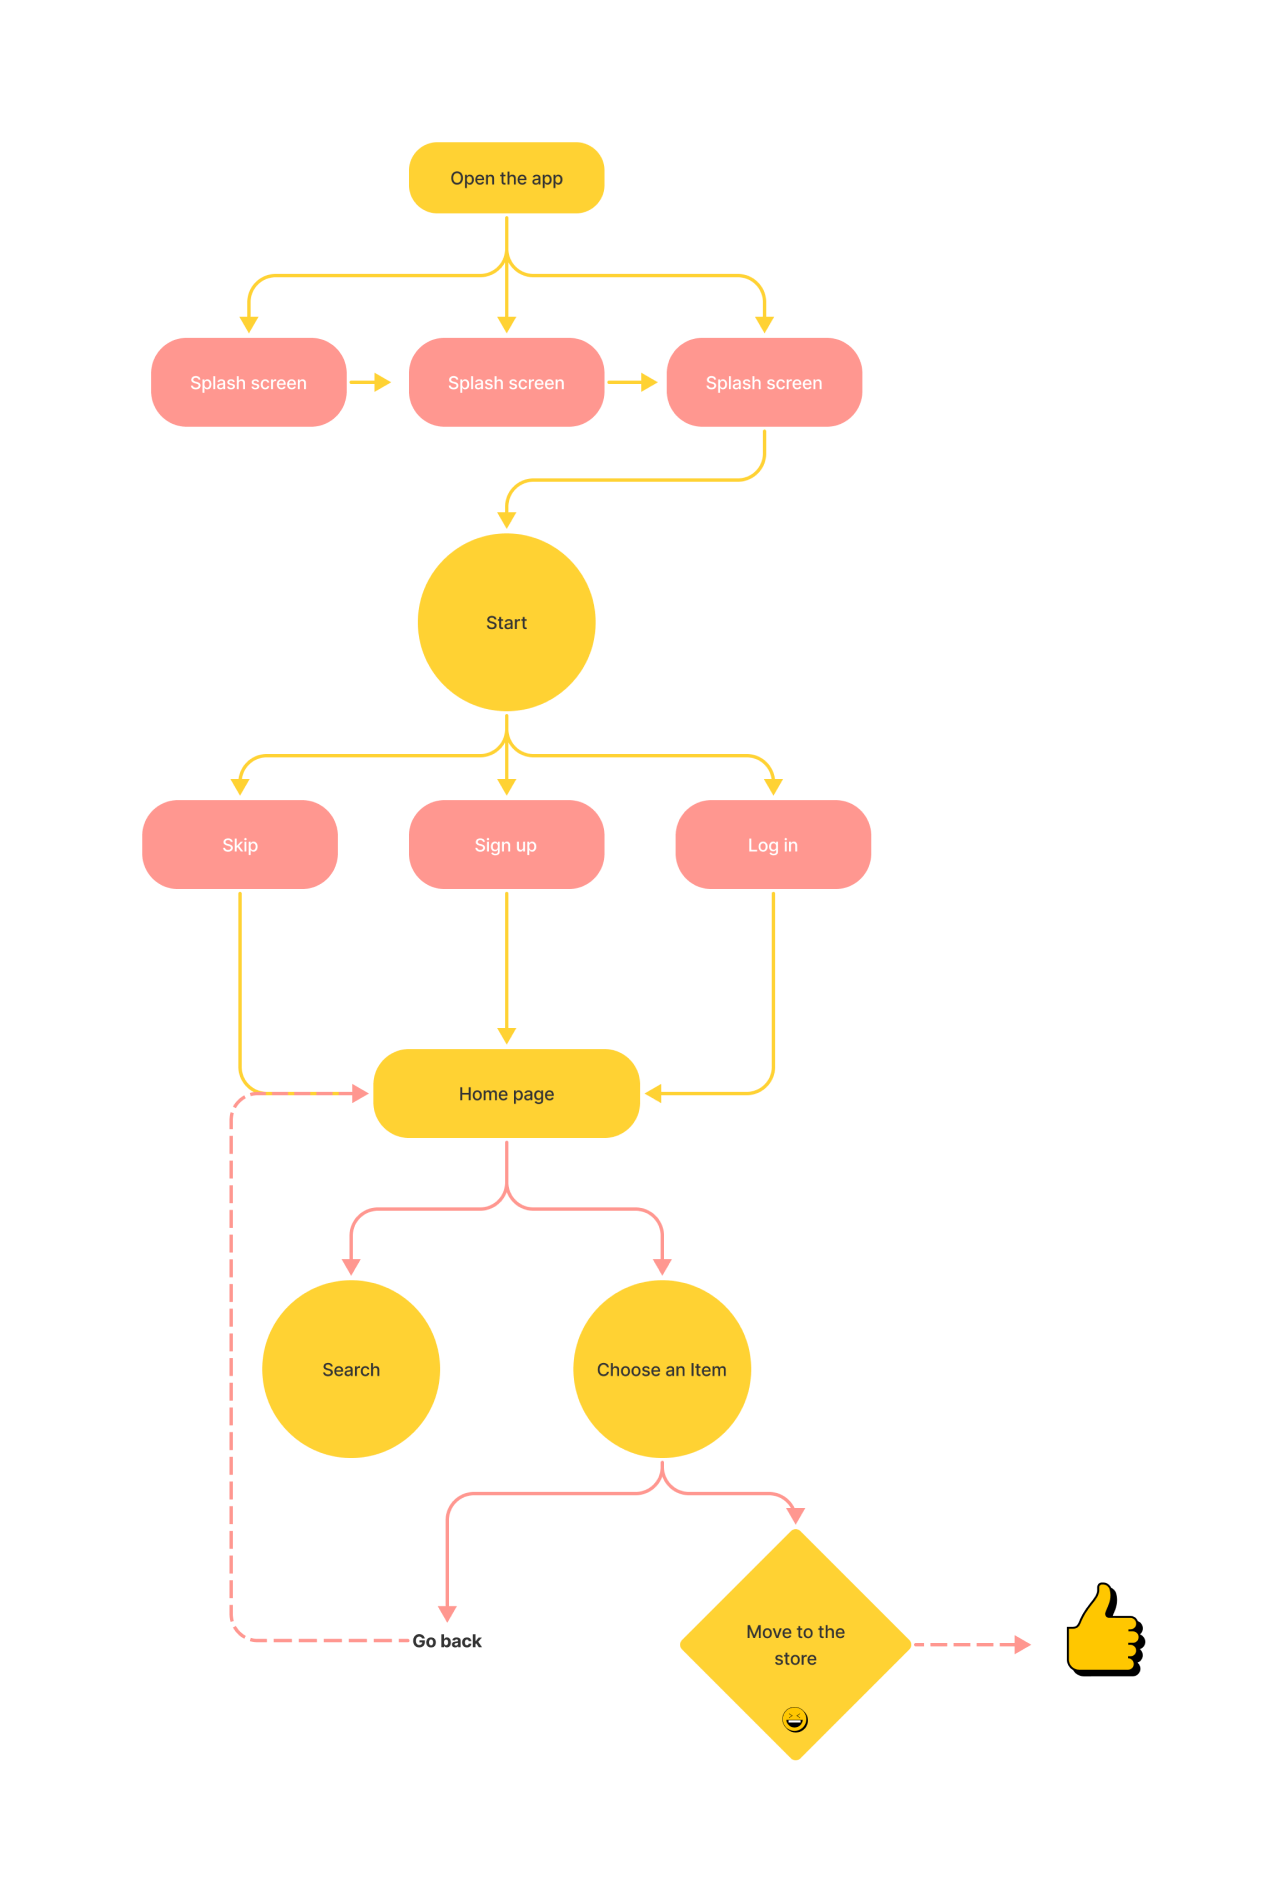 Open the app
Splash screen
Splash screen
Splash screen
Start
Skip
Sign up
Log in
Home page
Search
Choose an Item
Go back
Move to the
store